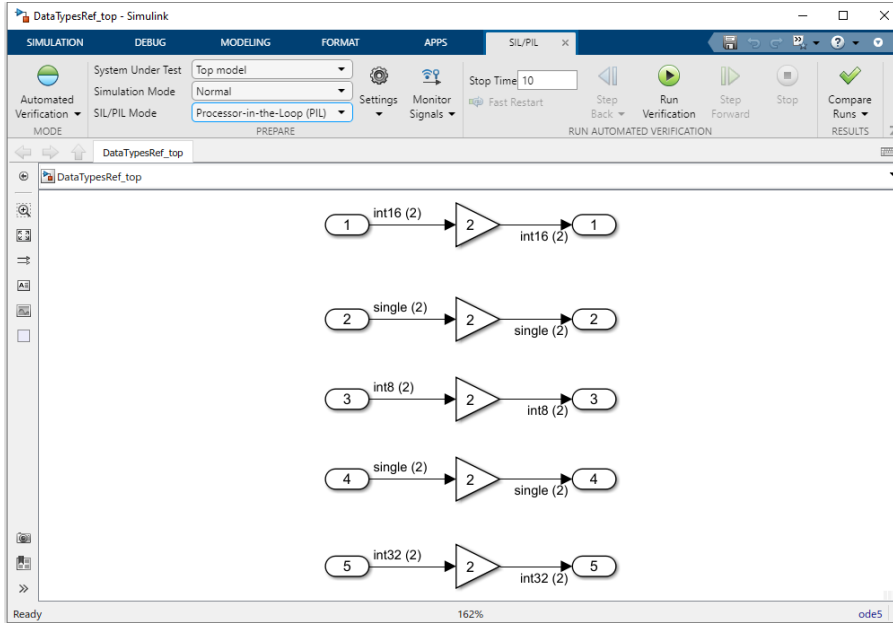 DataTypesRef_top - Simulink
SIMULATION DEBUG MODELING FORMAT APPS SIL/PIL
Automated Verification
MODE
System Under Test Top model
Simulation Mode Normal
SIL/PIL Mode Processor-in-the-Loop (PIL)
Settings
Monitor Signals
PREPARE
Stop Time 10
Fast Restart
Step Back
Run Verification
Step Forward
Stop
RUN AUTOMATED VERIFICATION
Compare Runs
RESULTS
DataTypesRef_top
DataTypesRef_top
1 int16 (2) 2 int16 (2) 1
2 single (2) 2 single (2) 2
3 int8 (2) 2 int8 (2) 3
4 single (2) 2 single (2) 4
5 int32 (2) 2 int32 (2) 5
Ready 162% ode5